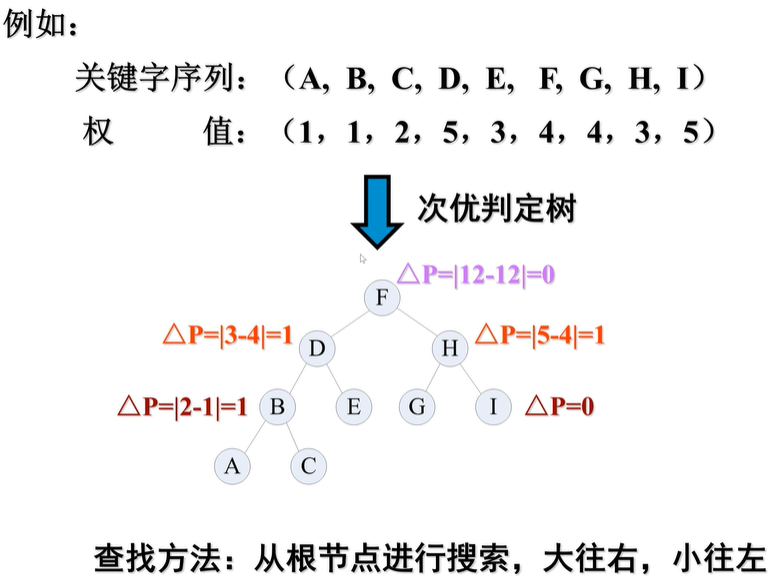 例如：
关键字序列：（A, B, C, D, E, F, G, H, I）
权 值：（1，1，2，5，3，4，4，3，5）
次优判定树
△P=|12-12|=0
F
△P=|3-4|=1 D H △P=|5-4|=1
△P=|2-1|=1 B E G I △P=0
A C
查找方法：从根节点进行搜索，大往右，小往左